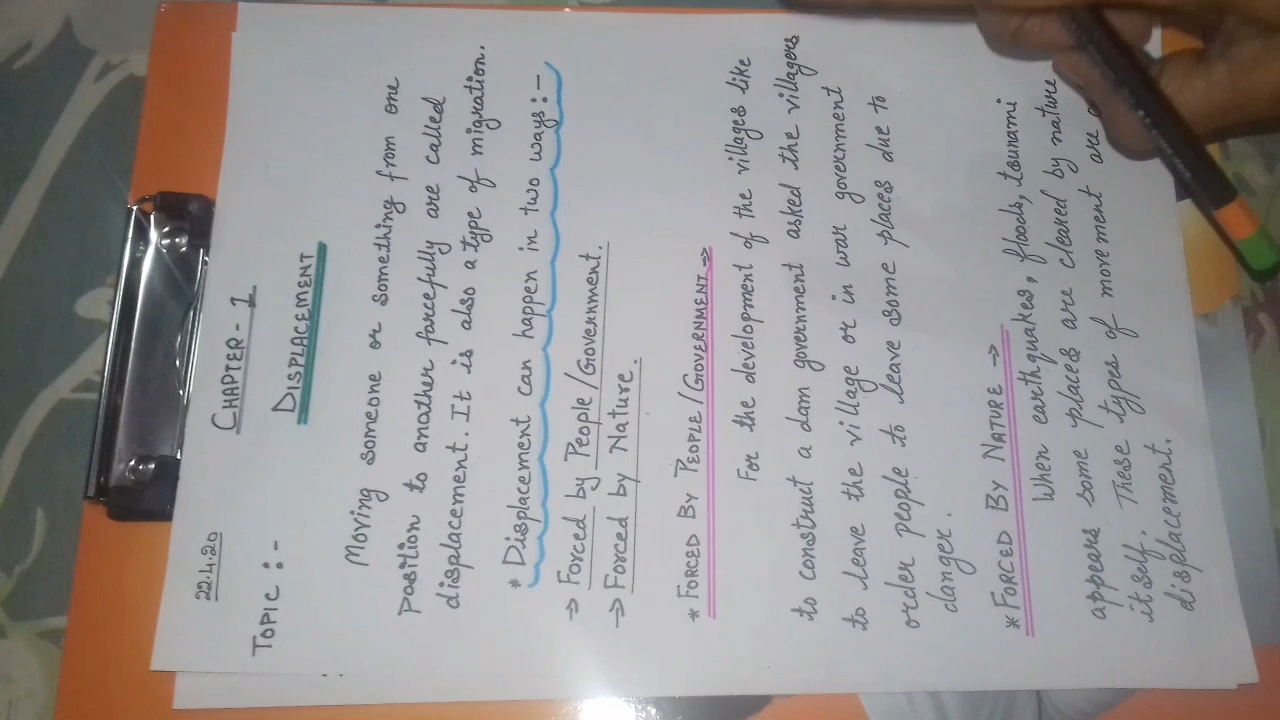 22.4.20
CHAPTER-1
TOPIC :- DISPLACEMENT
Moving someone or something from one
position to another forcefully are called
displacement. It is also a type of migration.
* Displacement can happen in two ways:-
→ Forced by People/Government.
→ Forced by Nature.
* FORCED BY PEOPLE/GOVERNMENT →
For the development of the villages like
to construct a dam government asked the villagers
to leave the village or in war government
order people to leave some places due to
danger.
* FORCED BY NATURE →
When earthquakes, floods, tsunami
appears some places are cleared by nature
itself. These types of movement are
displacement.